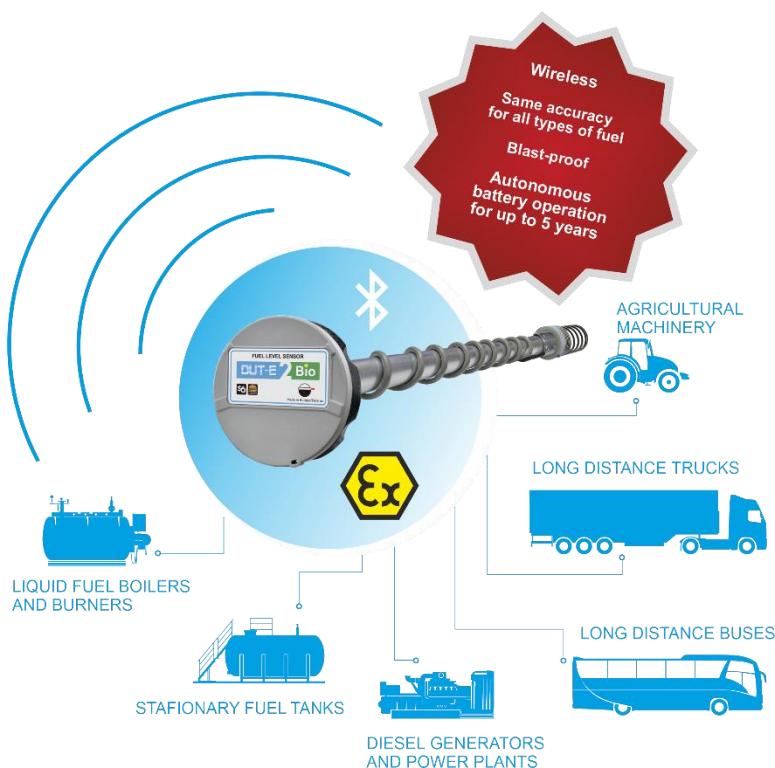 Wireless
Same accuracy
for all types of fuel
Blast-proof
Autonomous
battery operation
for up to 5 years
FUEL LEVEL SENSOR
DUT-E 2 Bio
Ex
AGRICULTURAL
MACHINERY
LONG DISTANCE TRUCKS
LIQUID FUEL BOILERS
AND BURNERS
LONG DISTANCE BUSES
STAFIONARY FUEL TANKS
DIESEL GENERATORS
AND POWER PLANTS